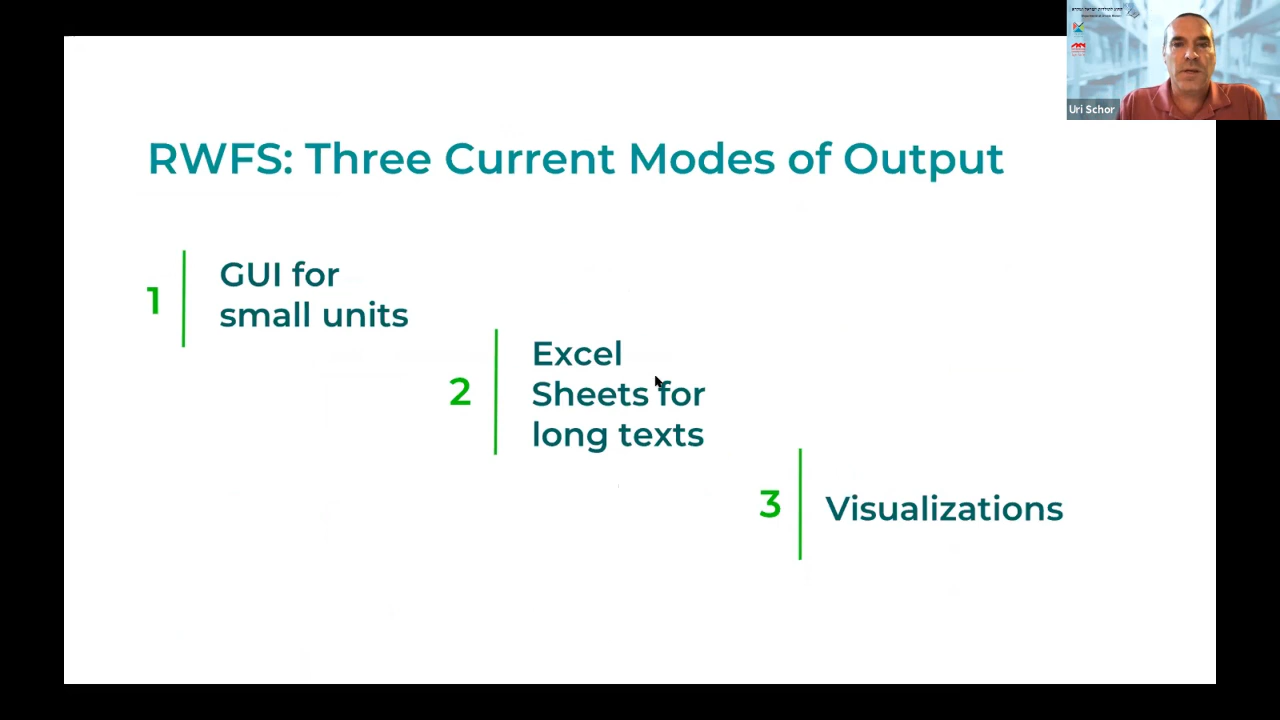 RWFS: Three Current Modes of Output
1
GUI for
small units
2
Excel
Sheets for
long texts
3
Visualizations
Uri Schor